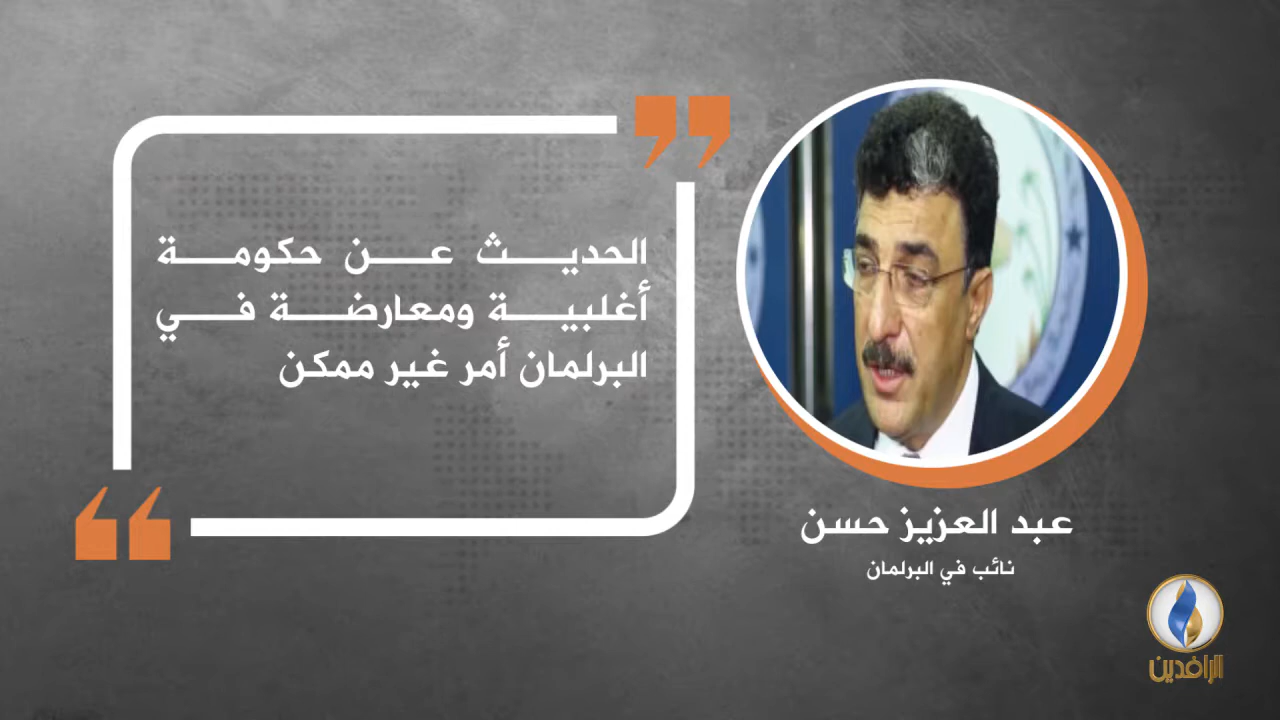 الحديث عن حكومة
أغلبية ومعارضة في
البرلمان أمر غير ممكن
عبد العزيز حسن
نائب في البرلمان
الرافدين